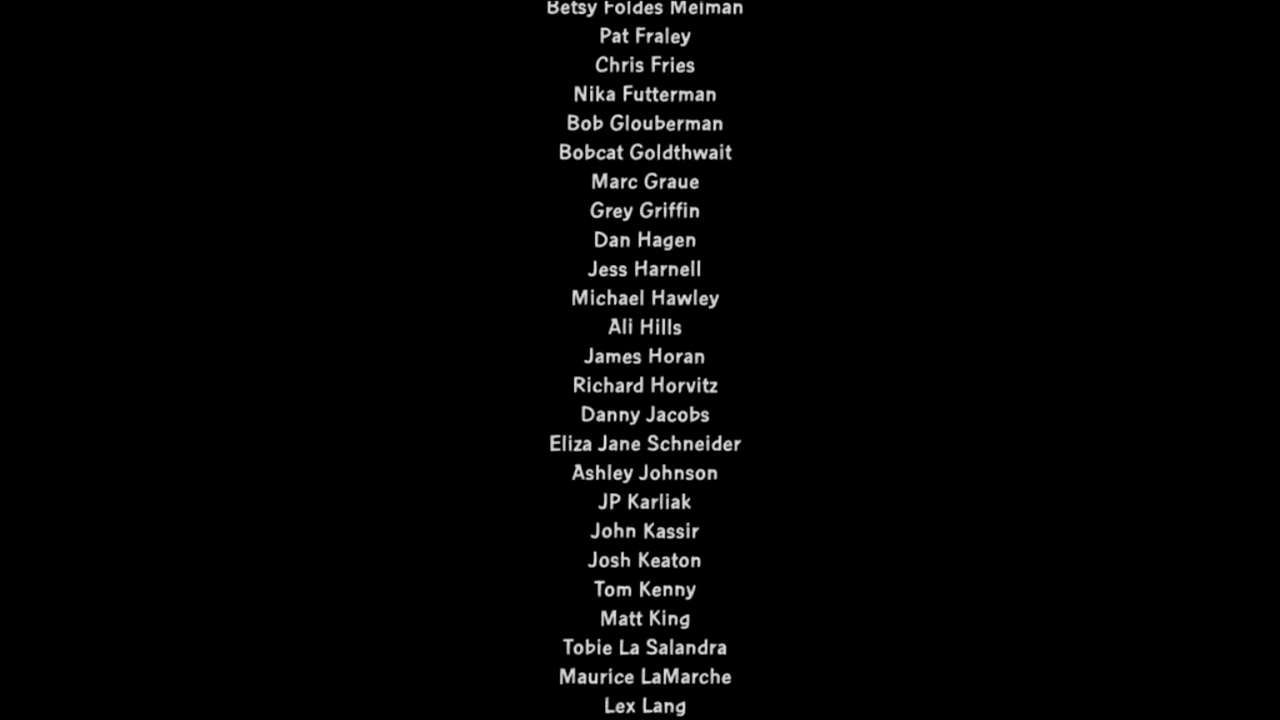 Betsy Foldes Meiman
Pat Fraley
Chris Fries
Nika Futterman
Bob Glouberman
Bobcat Goldthwait
Marc Graue
Grey Griffin
Dan Hagen
Jess Harnell
Michael Hawley
Ali Hills
James Horan
Richard Horvitz
Danny Jacobs
Eliza Jane Schneider
Ashley Johnson
JP Karliak
John Kassir
Josh Keaton
Tom Kenny
Matt King
Tobie La Salandra
Maurice LaMarche
Lex Lang